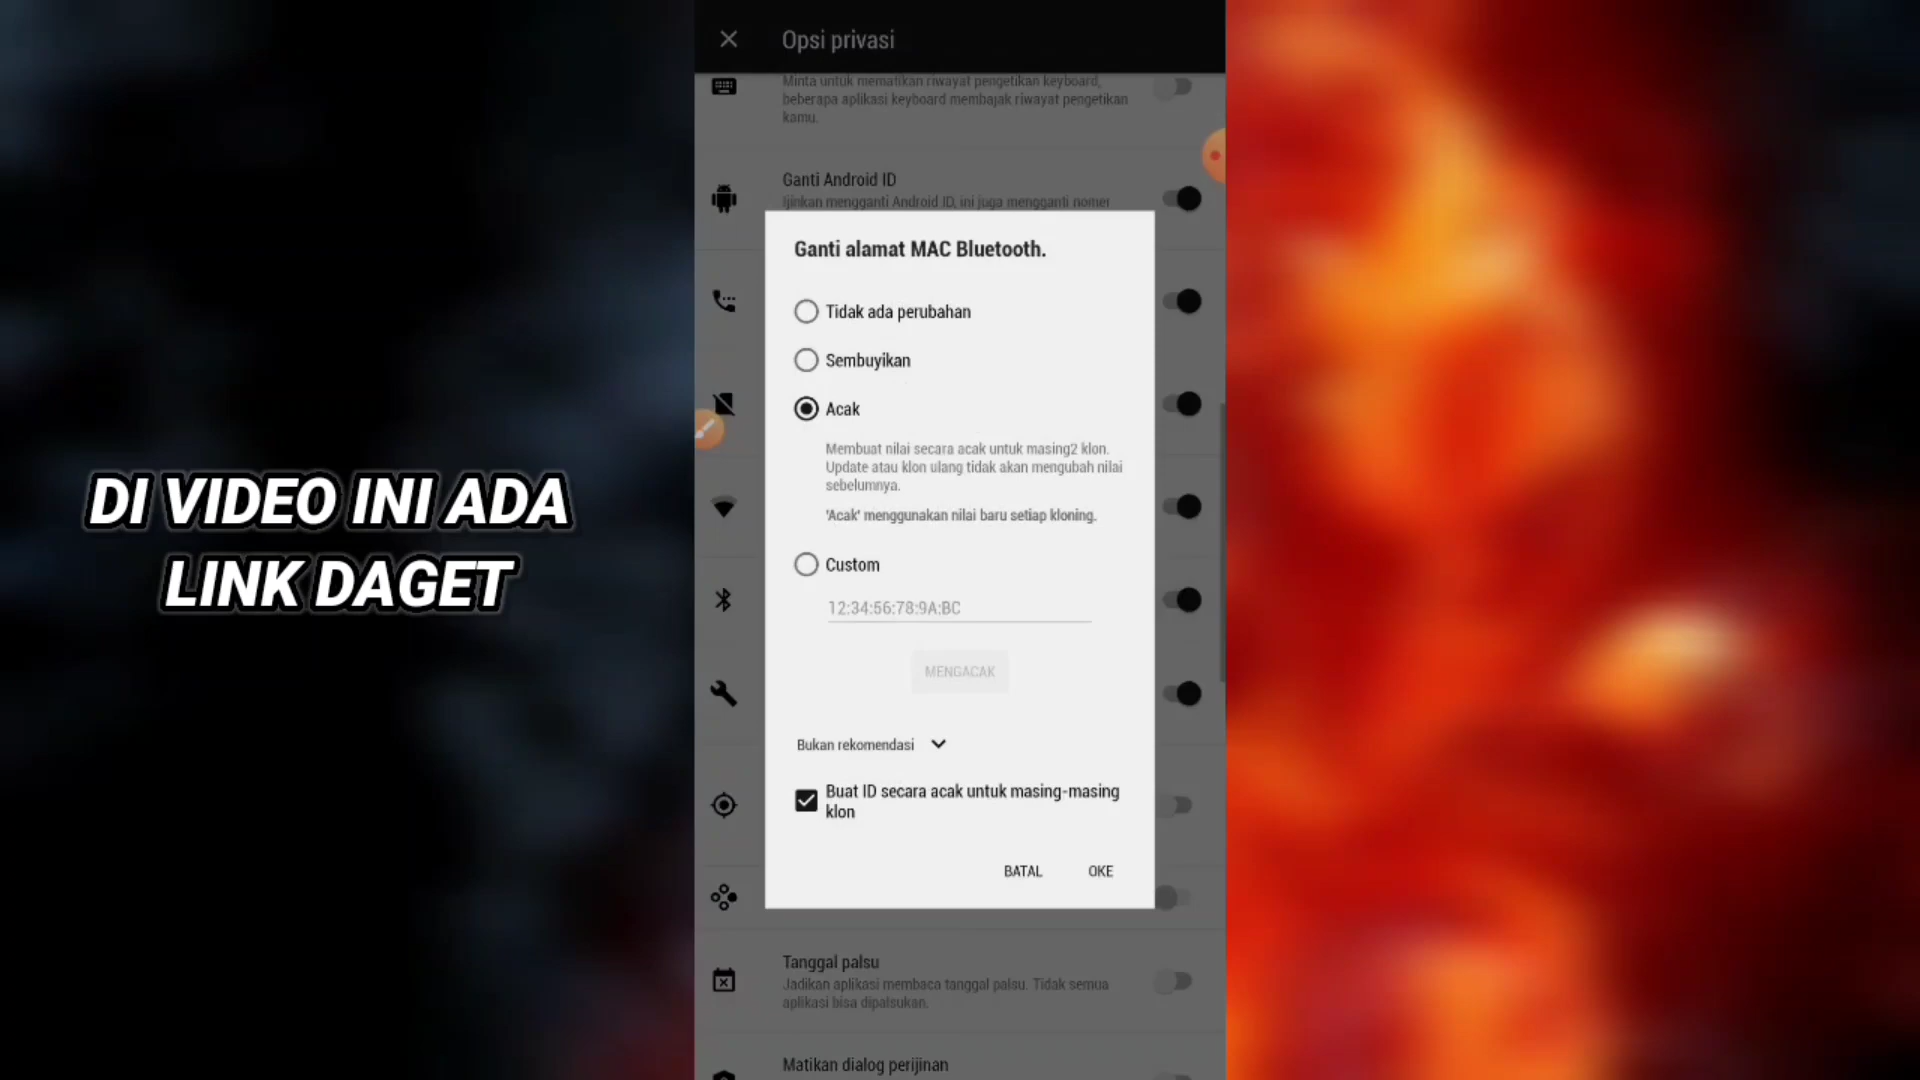 Opsi privasi
Minta untuk mematikan riwayat pengetikan keyboard,
beberapa aplikasi keyboard membajak riwayat pengetikan
kamu.
Ganti Android ID
Ijinkan mengganti Android ID, ini juga mengganti nomer
Ganti alamat MAC Bluetooth.
Tidak ada perubahan
Sembuyikan
Acak
Membuat nilai secara acak untuk masing2 klon.
Update atau klon ulang tidak akan mengubah nilai
sebelumnya.
'Acak' menggunakan nilai baru setiap kloning.
Custom
12:34:56:78:9A:BC
MENGACAK
Bukan rekomendasi
Buat ID secara acak untuk masing-masing
klon
BATAL OKE
Tanggal palsu
Jadikan aplikasi membaca tanggal palsu. Tidak semua
aplikasi bisa dipalsukan.
Matikan dialog perijinan
DI VIDEO INI ADA
LINK DAGET